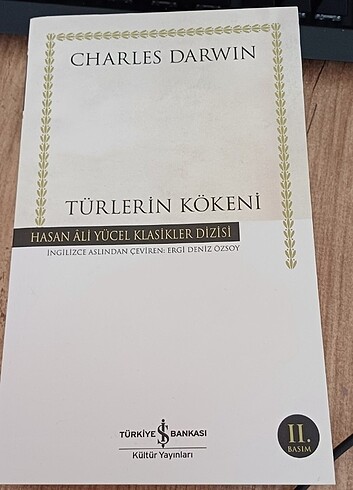 CHARLES DARWIN
TÜRLERİN KÖKENİ
HASAN ÂLİ YÜCEL KLASİKLER DİZİSİ
İNGİLİZCE ASLINDAN ÇEVİREN: ERGİ DENİZ ÖZSOY
II.
BASIM
TÜRKİYE İŞ BANKASI
Kültür Yayınları